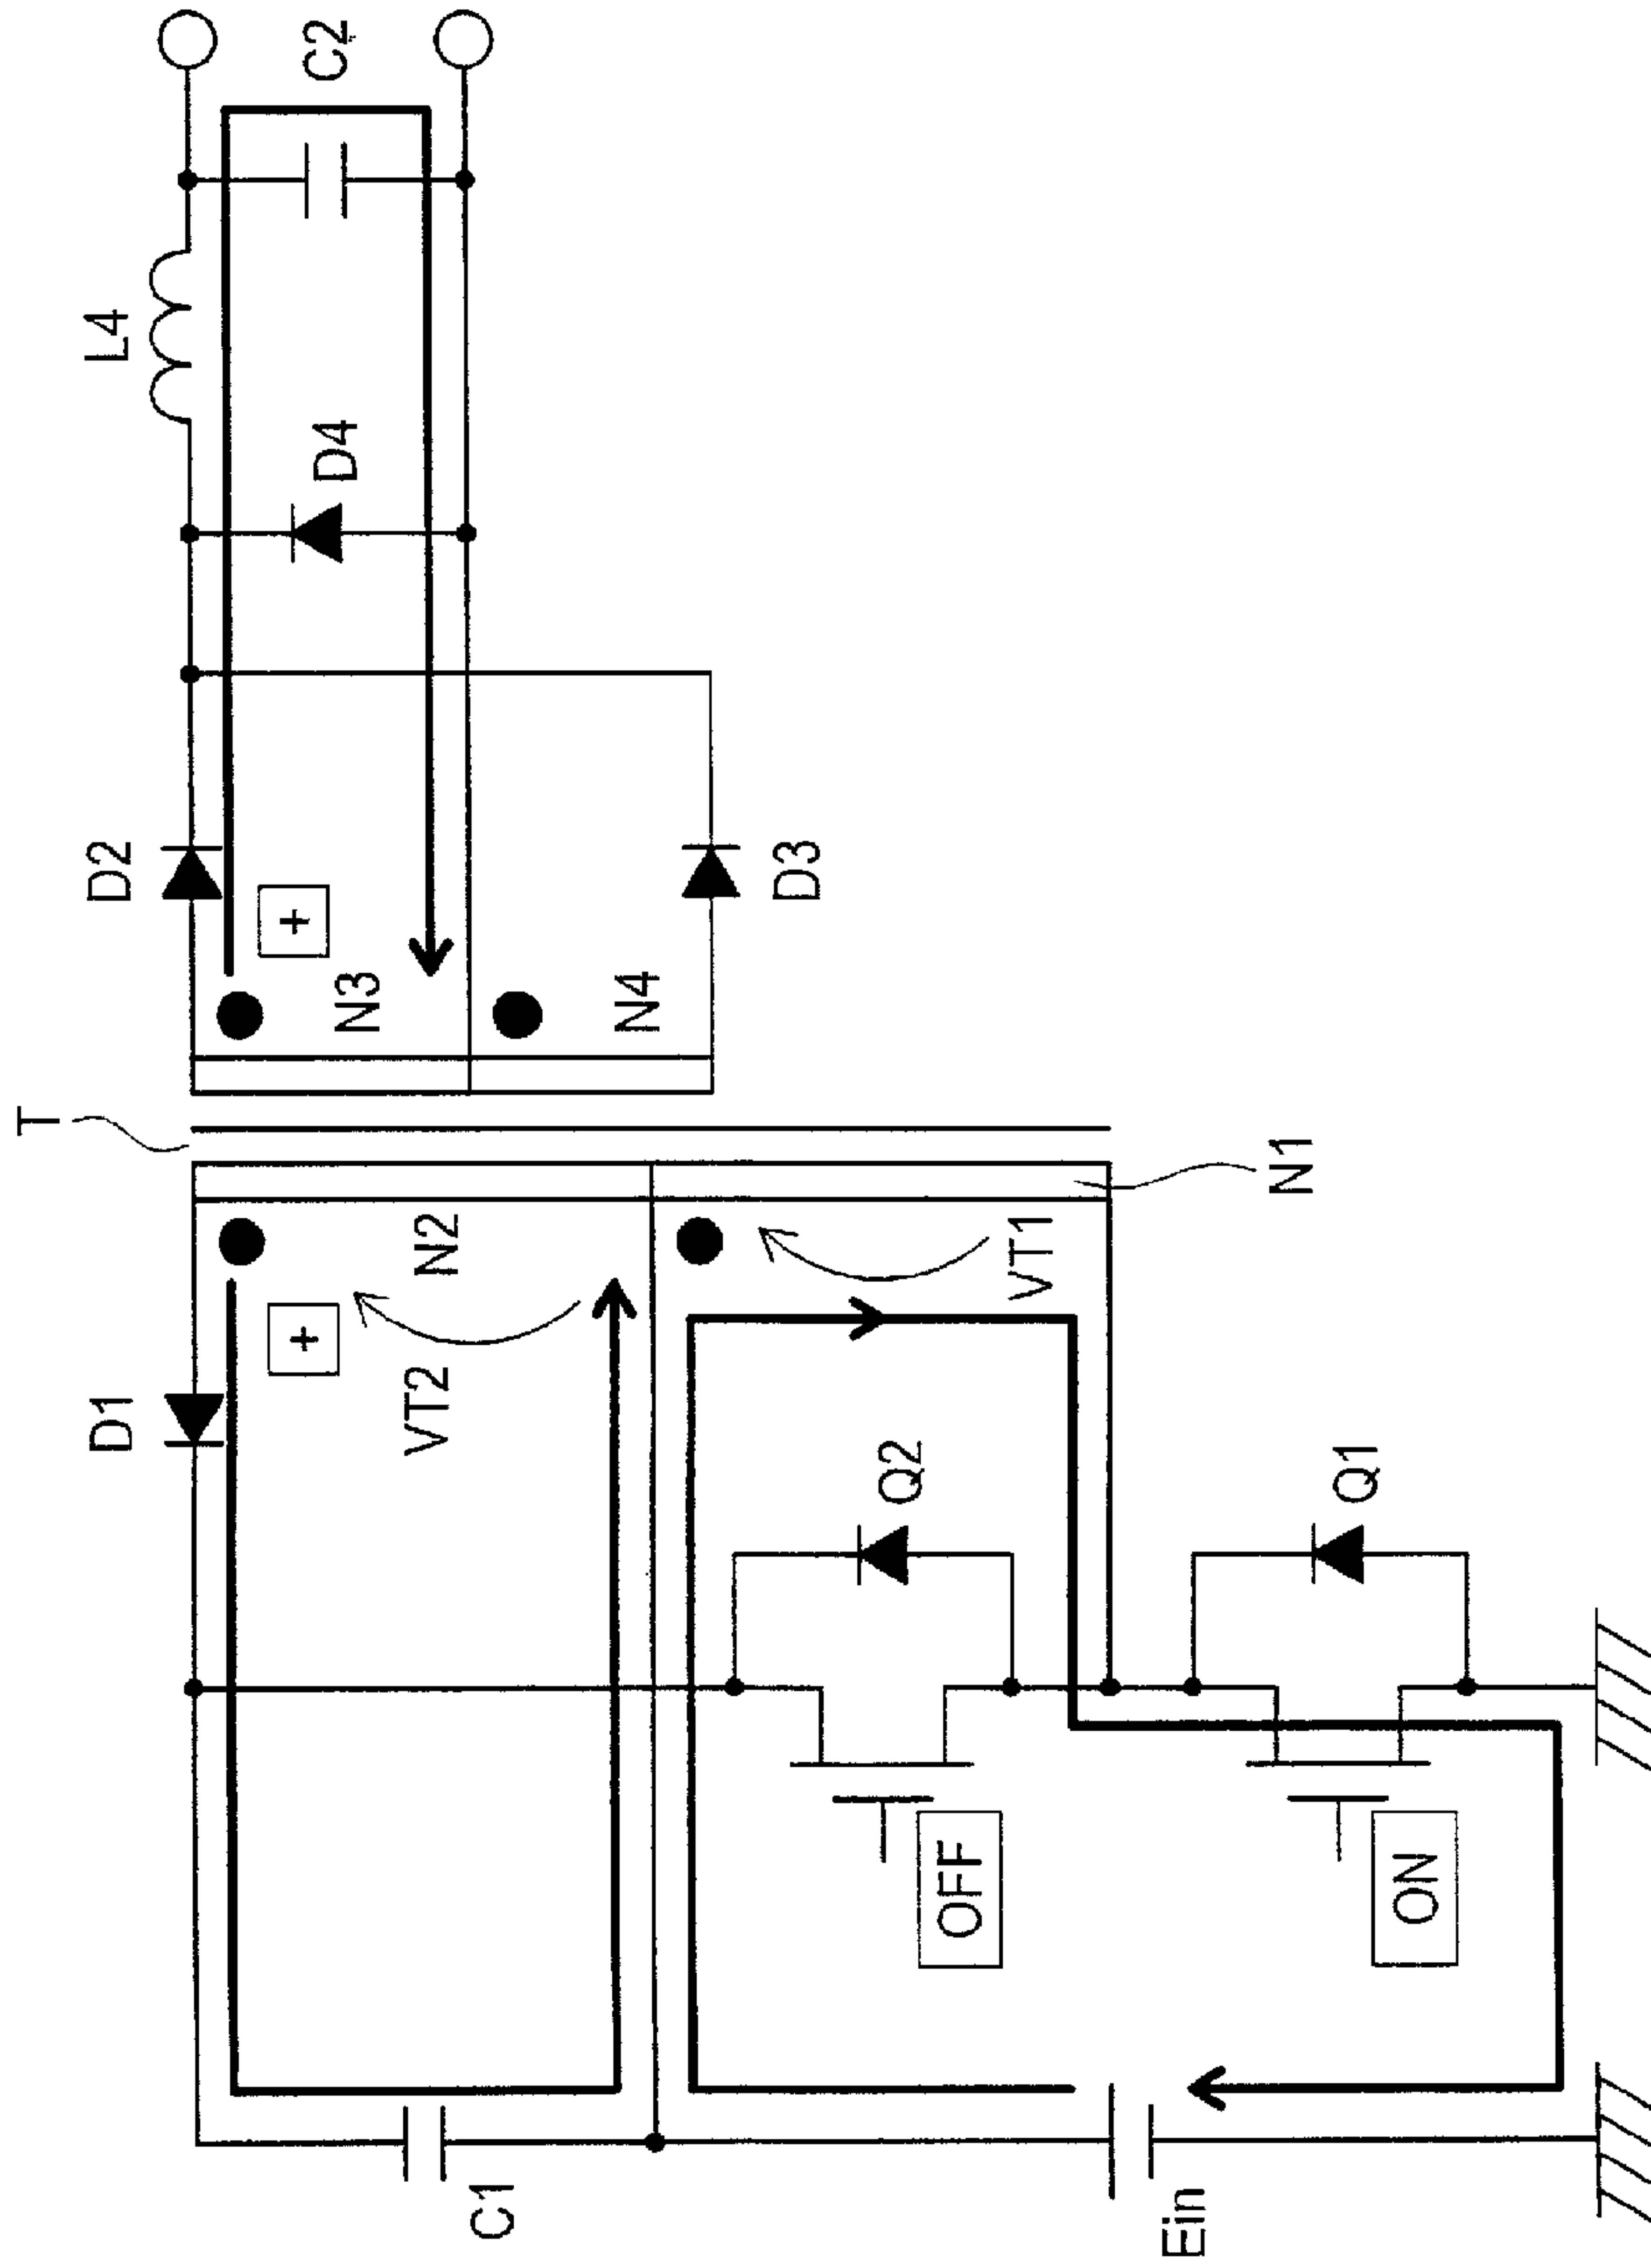 T
D1
D2
L4
C2
D4
+
+
N2
N3
VT2
VT1
N4
D3
Q2
OFF
N1
Q1
ON
C1
Ein